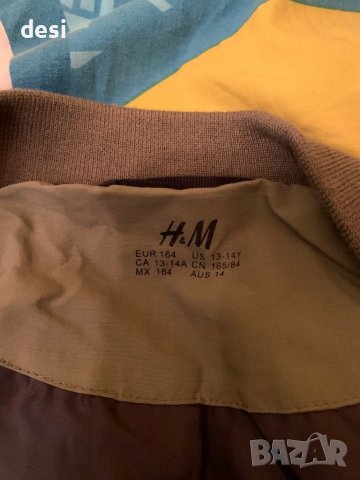 desi
H&M
EUR 164 US 13-14Y
CA 13-14A CN 165/84
MX 164 AUS 14
BAZAR